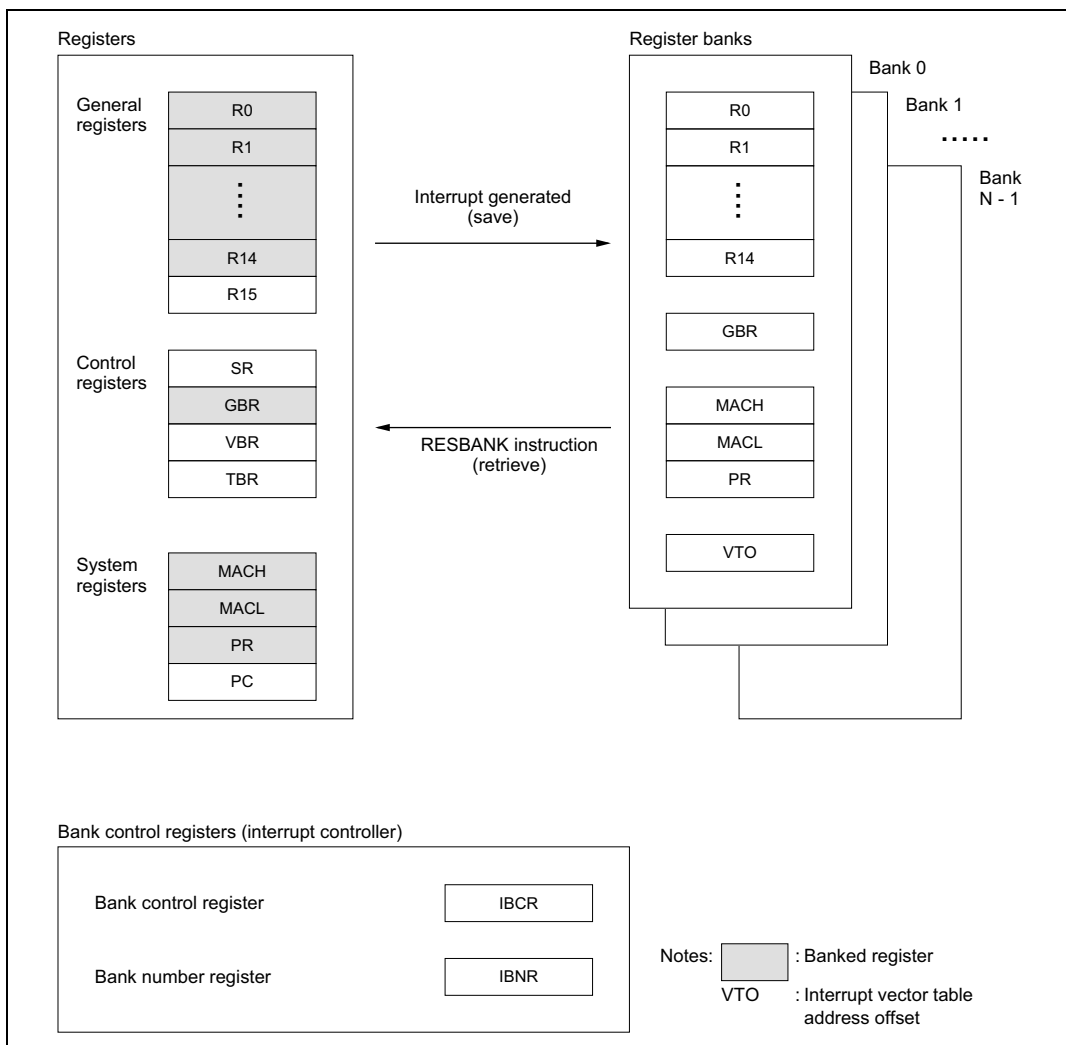 Registers
General
registers
R0
R1
R14
R15
Control
registers
SR
GBR
VBR
TBR
System
registers
MACH
MACL
PR
PC
Interrupt generated
(save)
RESBANK instruction
(retrieve)
Register banks
Bank 0
Bank 1
.....
Bank
N - 1
R0
R1
R14
GBR
MACH
MACL
PR
VTO
Bank control registers (interrupt controller)
Bank control register
IBCR
Bank number register
IBNR
Notes: : Banked register
VTO : Interrupt vector table
address offset